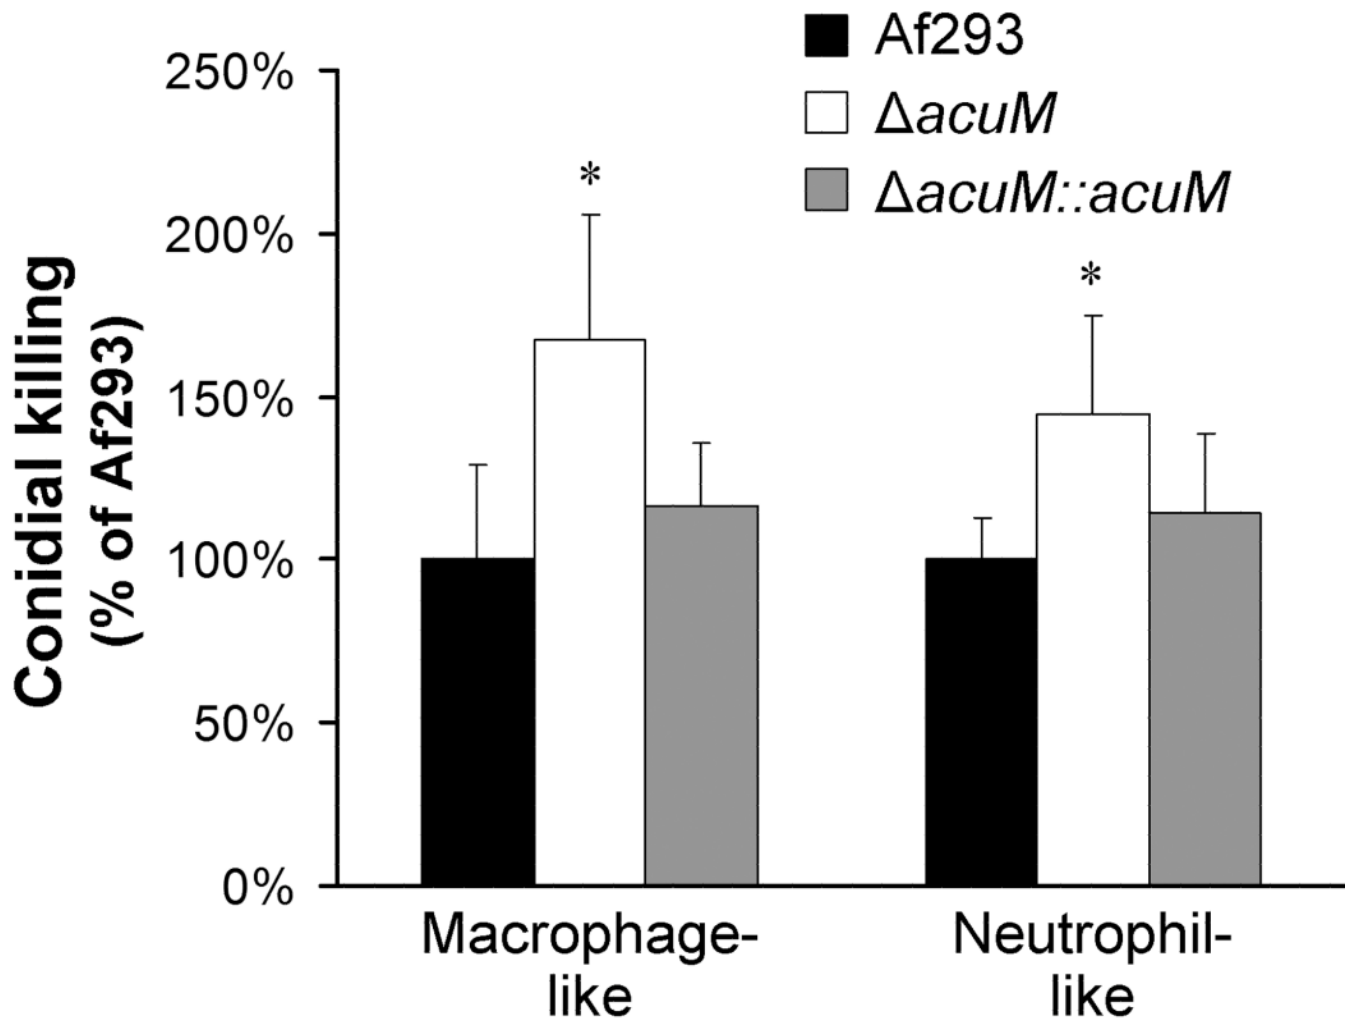 Af293
ΔacuM
ΔacuM::acuM
250%
200%
150%
100%
50%
0%
Conidial killing
(% of Af293)
*
*
Macrophage-
like
Neutrophil-
like